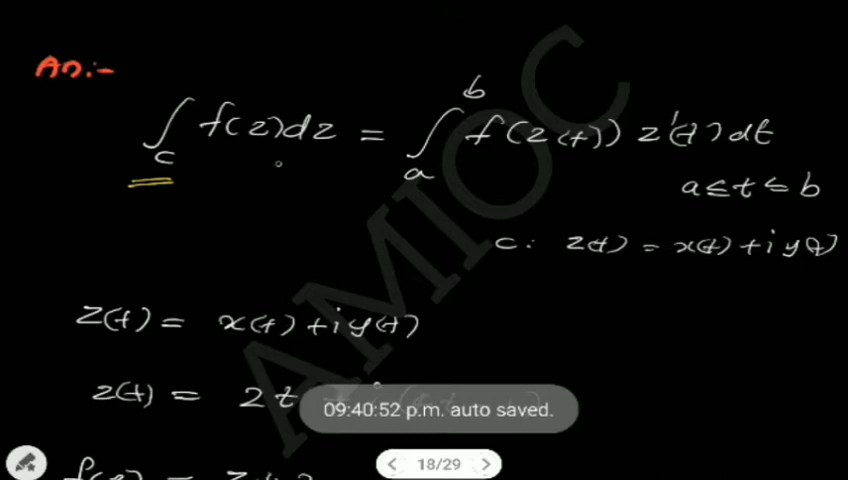 An:-
∫_c f(z)dz = ∫_a^b f(z(t)) z'(t) dt
a ≤ t ≤ b
c: z(t) = x(t) + i y(t)
z(t) = x(t) + i y(t)
z(t) = 2t
09:40:52 p.m. auto saved.
< 18/29 >
AMIOC